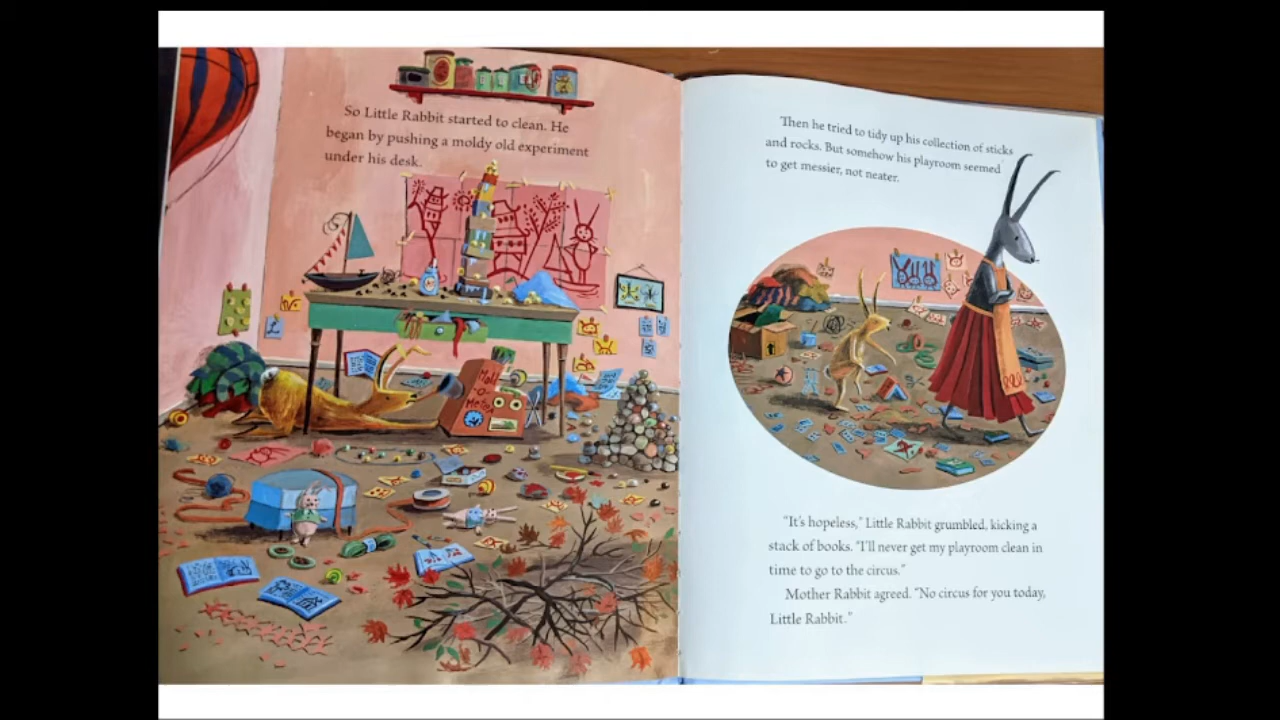 So Little Rabbit started to clean. He
began by pushing a moldy old experiment
under his desk.
Mold
-O-
Meter
Then he tried to tidy up his collection of sticks
and rocks. But somehow his playroom seemed
to get messier, not neater.
"It's hopeless," Little Rabbit grumbled, kicking a
stack of books. "I'll never get my playroom clean in
time to go to the circus."
Mother Rabbit agreed. "No circus for you today,
Little Rabbit."